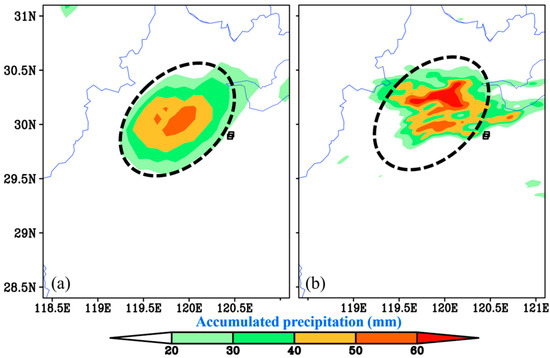 31N
30.5N
30N
29.5N
29N
28.5N
(a)
(b)
118.5E 119E 119.5E 120E 120.5E 119E 119.5E 120E 120.5E 121E
Accumulated precipitation (mm)
20 30 40 50 60